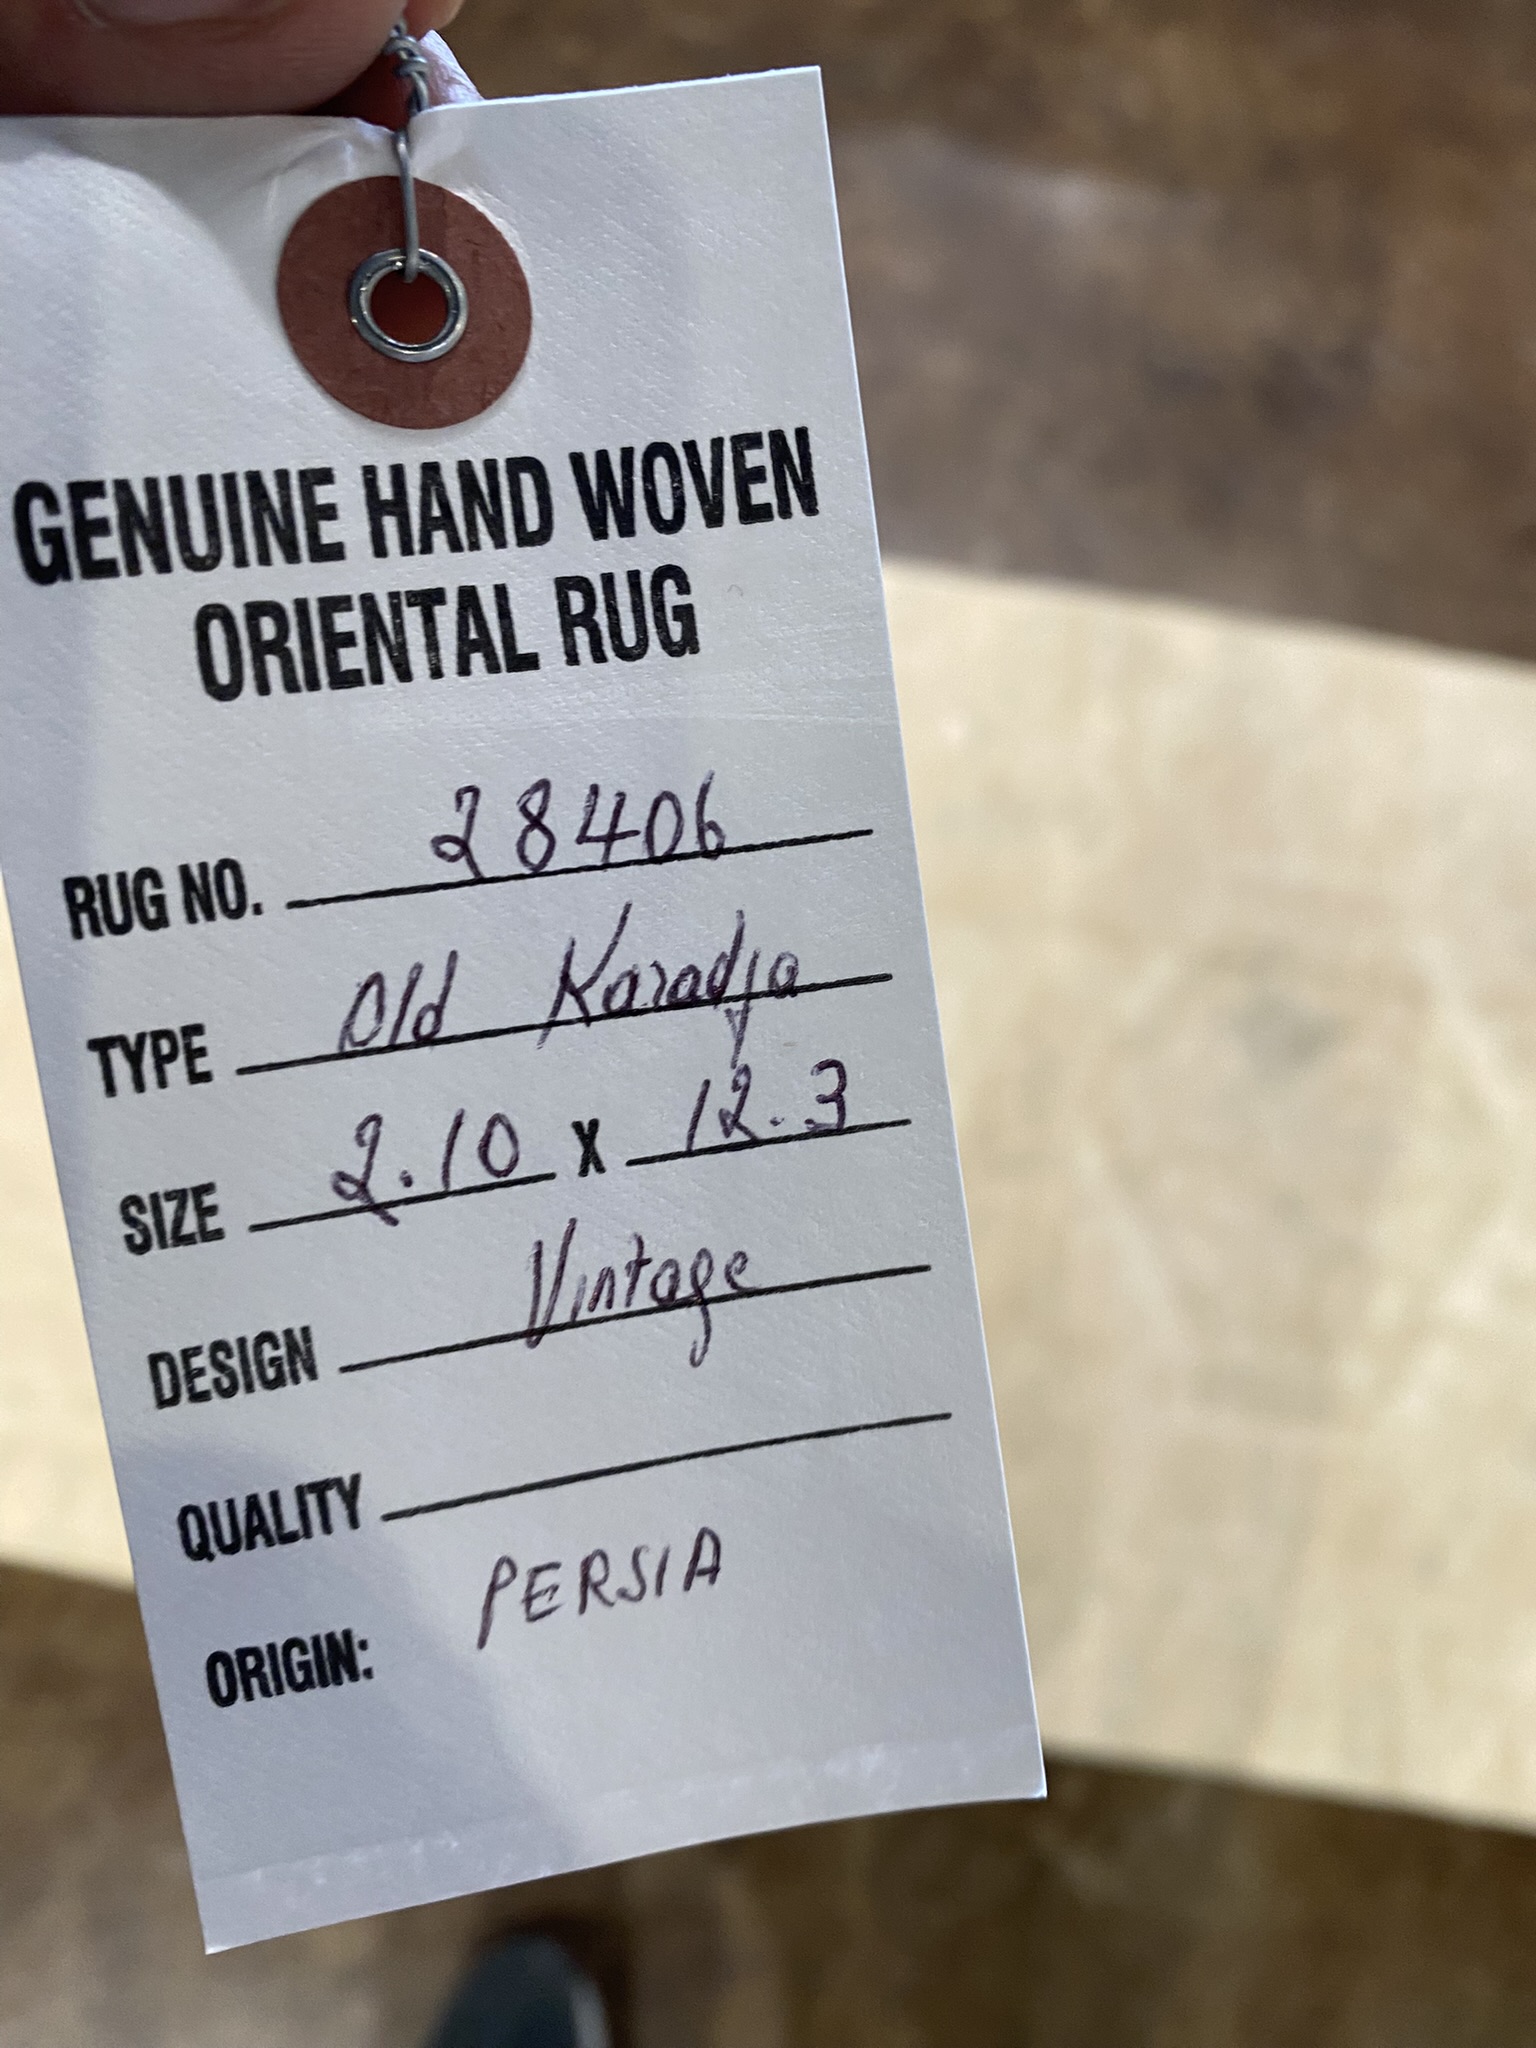 GENUINE HAND WOVEN
ORIENTAL RUG
RUG NO. 28406
TYPE Old Karadja
SIZE 2.10 X 12.3
DESIGN Vintage
QUALITY
ORIGIN: PERSIA